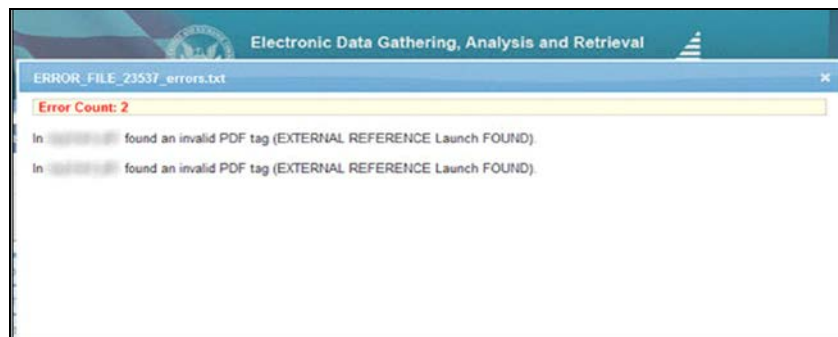 Electronic Data Gathering, Analysis and Retrieval
ERROR_FILE_23537_errors.txt
Error Count: 2
In found an invalid PDF tag (EXTERNAL REFERENCE Launch FOUND).
In found an invalid PDF tag (EXTERNAL REFERENCE Launch FOUND).